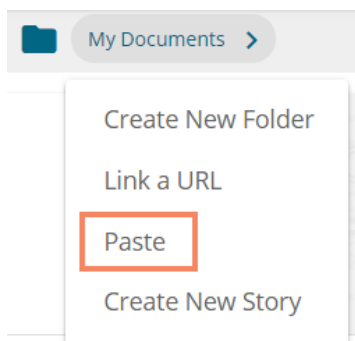 My Documents
Create New Folder
Link a URL
Paste
Create New Story